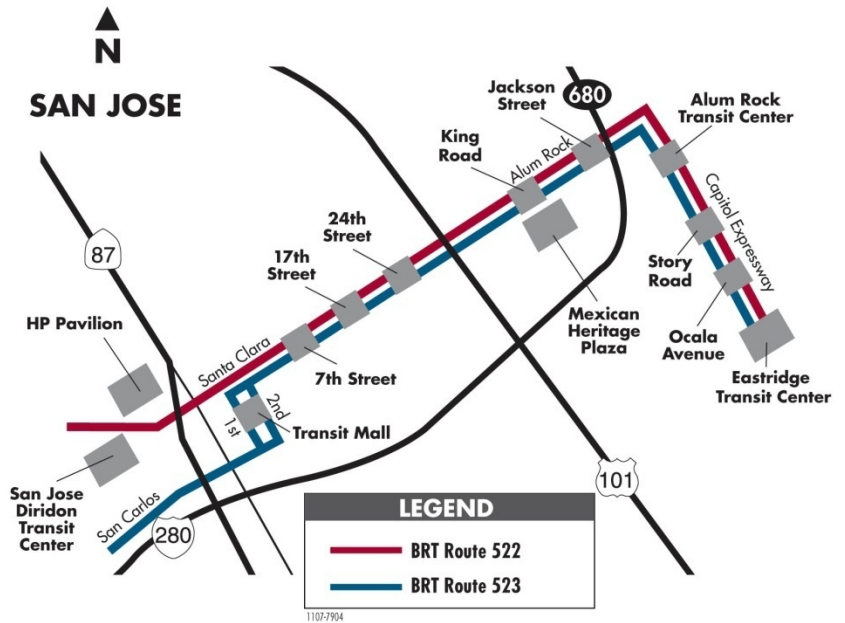 N
SAN JOSE
Jackson
Street
680
Alum Rock
Transit Center
King
Road
Alum Rock
Capitol Expressway
24th
Street
17th
Street
87
Story
Road
HP Pavilion
Mexican
Heritage
Plaza
Ocala
Avenue
Santa Clara
7th Street
Eastridge
Transit Center
1st
2nd
Transit Mall
San Jose
Diridon
Transit
Center
San Carlos
280
101
LEGEND
BRT Route 522
BRT Route 523
1107-7904